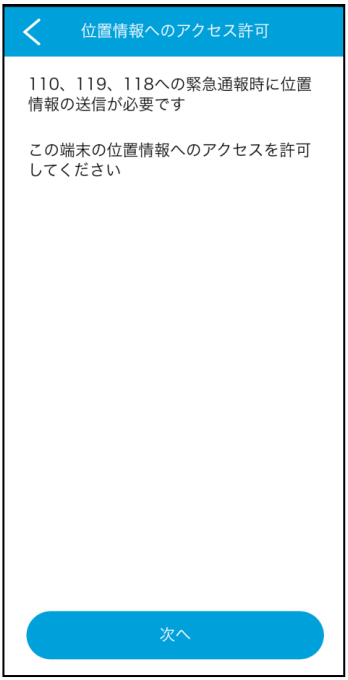 位置情報へのアクセス許可
110、119、118への緊急通報時に位置
情報の送信が必要です
この端末の位置情報へのアクセスを許可
してください
次へ